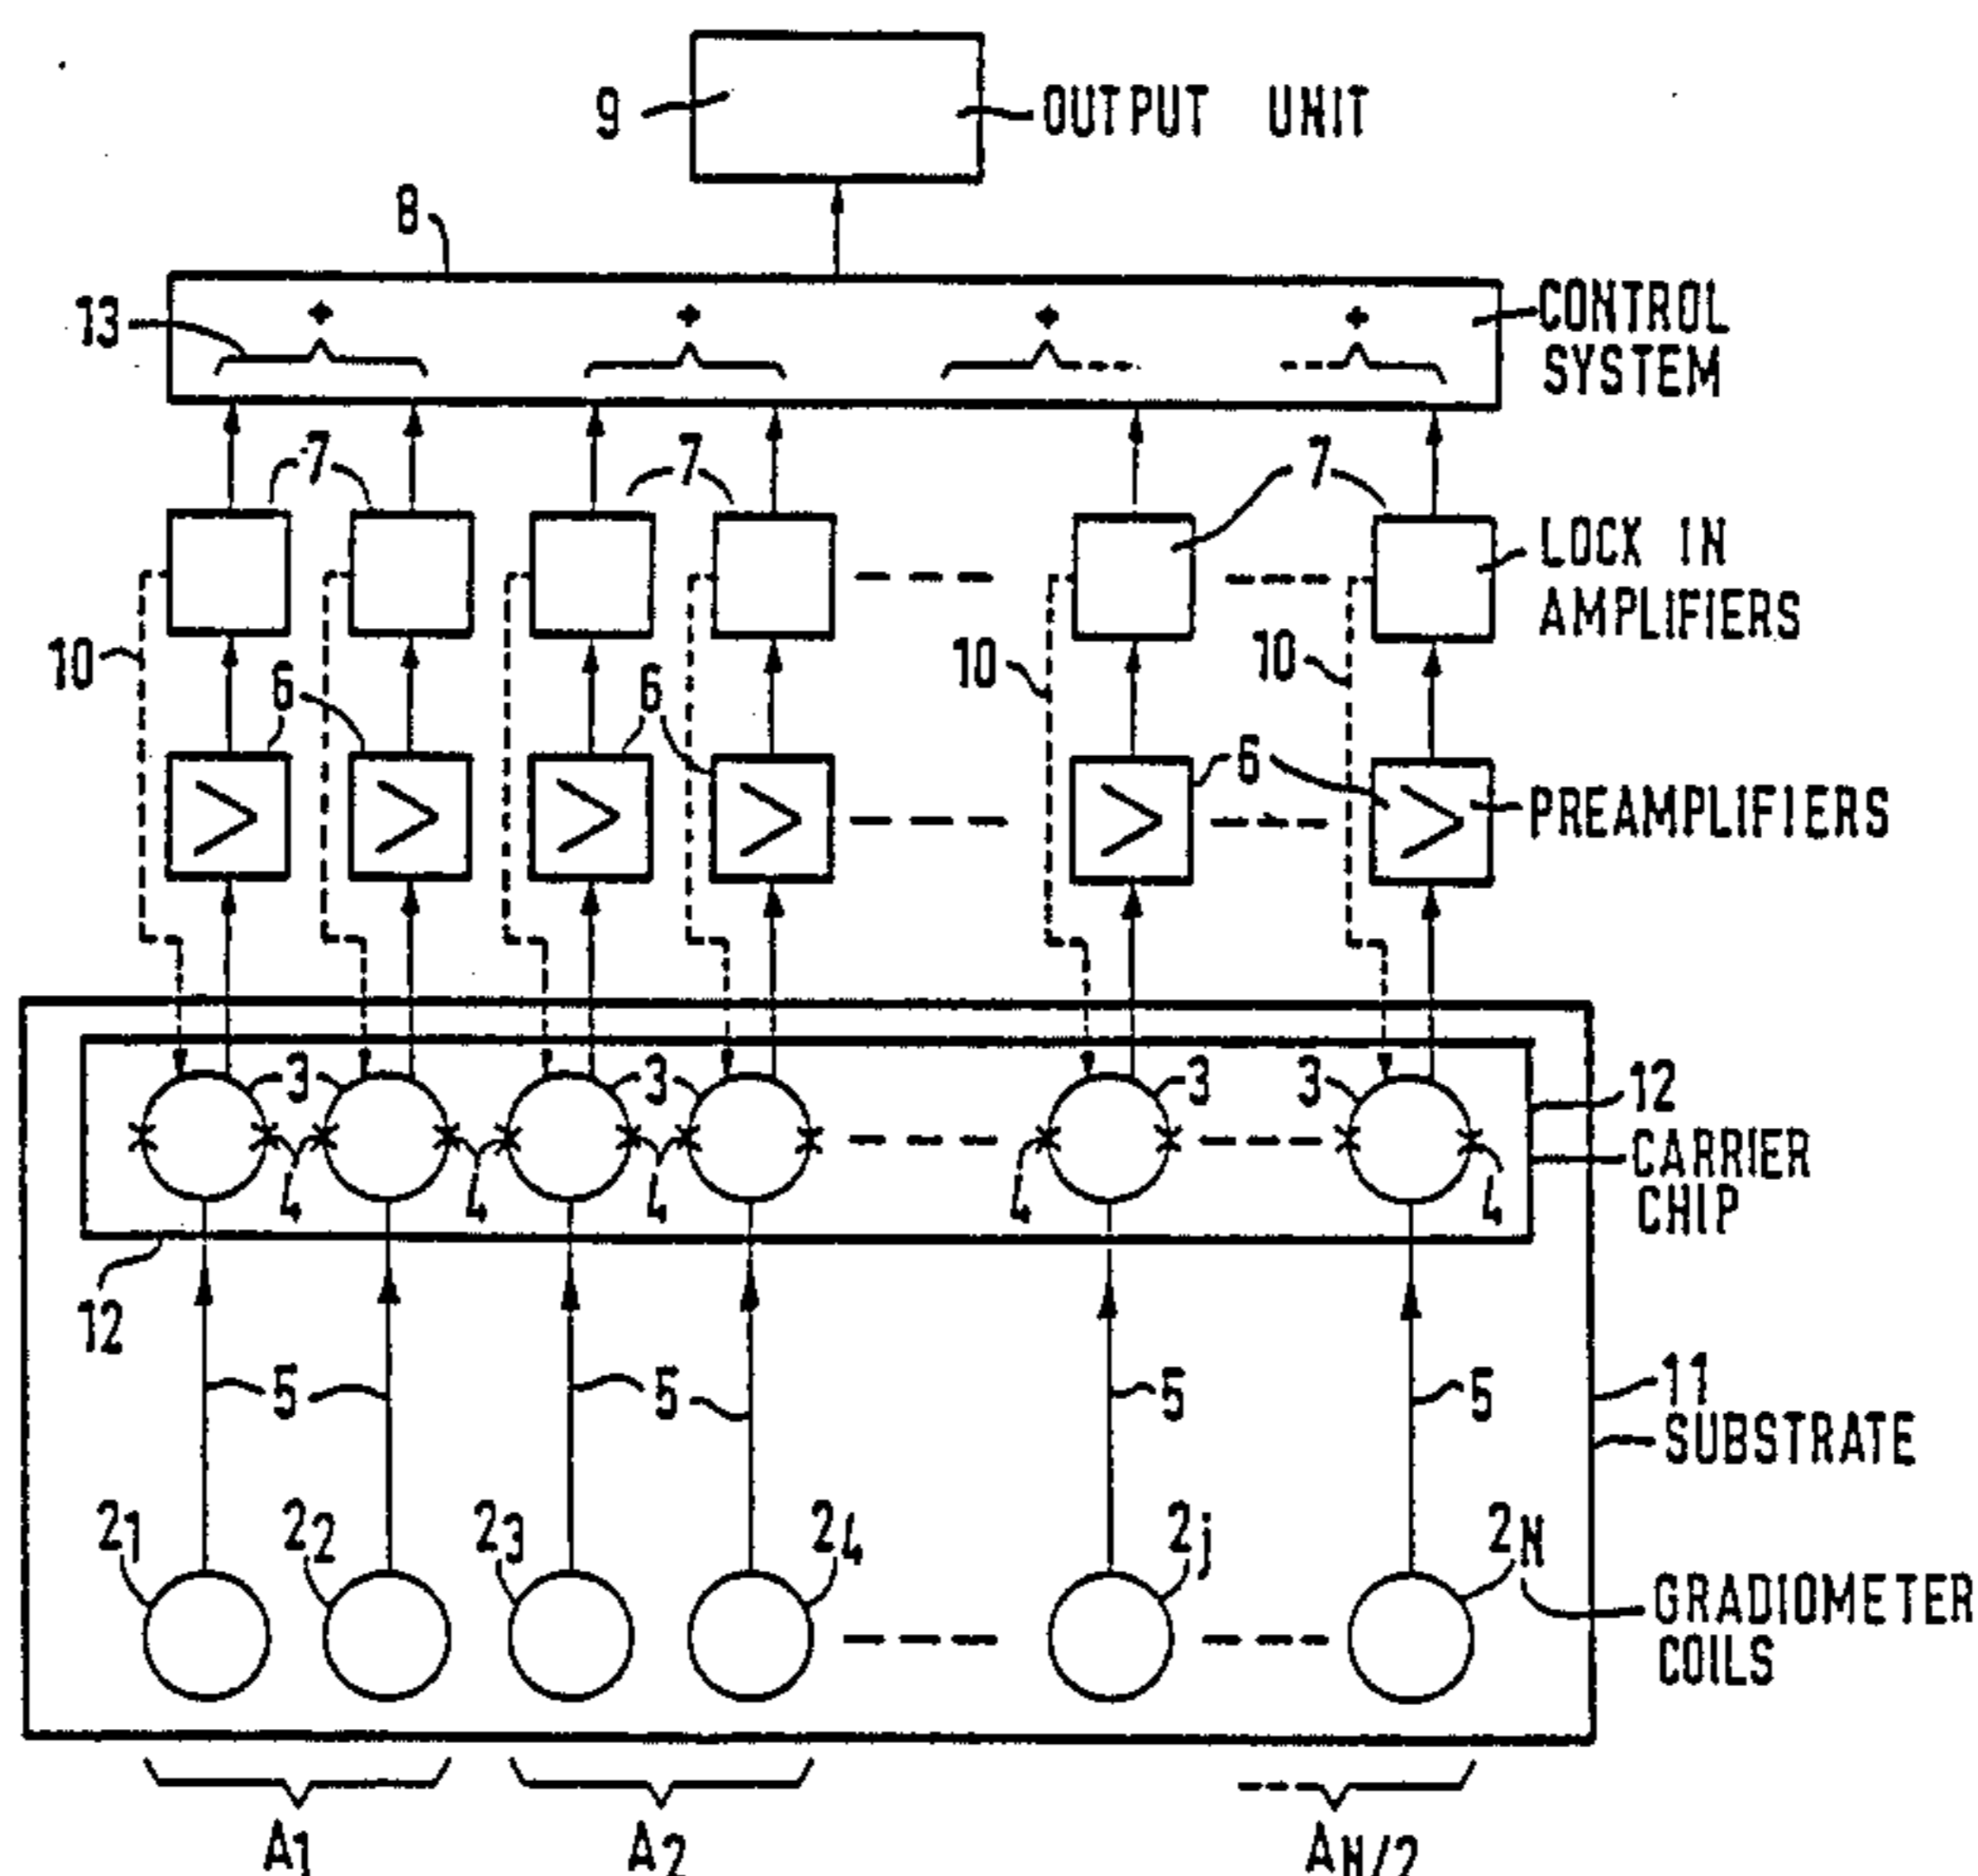 9 OUTPUT UNIT
8
13 + + + + CONTROL
SYSTEM
7 7 7
LOCK IN
AMPLIFIERS
10 6 6 10 10
6 PREAMPLIFIERS
> > > > > >
3 3 3 3
12
CARRIER
CHIP
4 4 4 4 4
12
5 5 5 5
11
SUBSTRATE
21 22 23 24 2j 2N
GRADIOMETER
COILS
A1 A2 AN/2